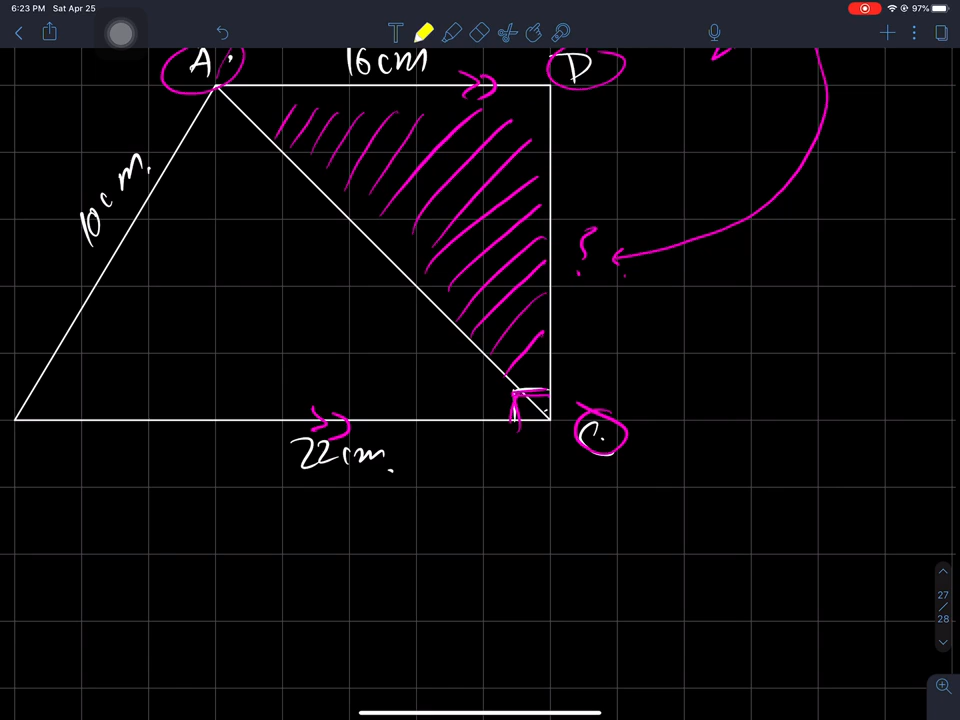 6:23 PM Sat Apr 25
97%
T
A
16cm
D
10cm.
?
C.
22cm.
27
/
28